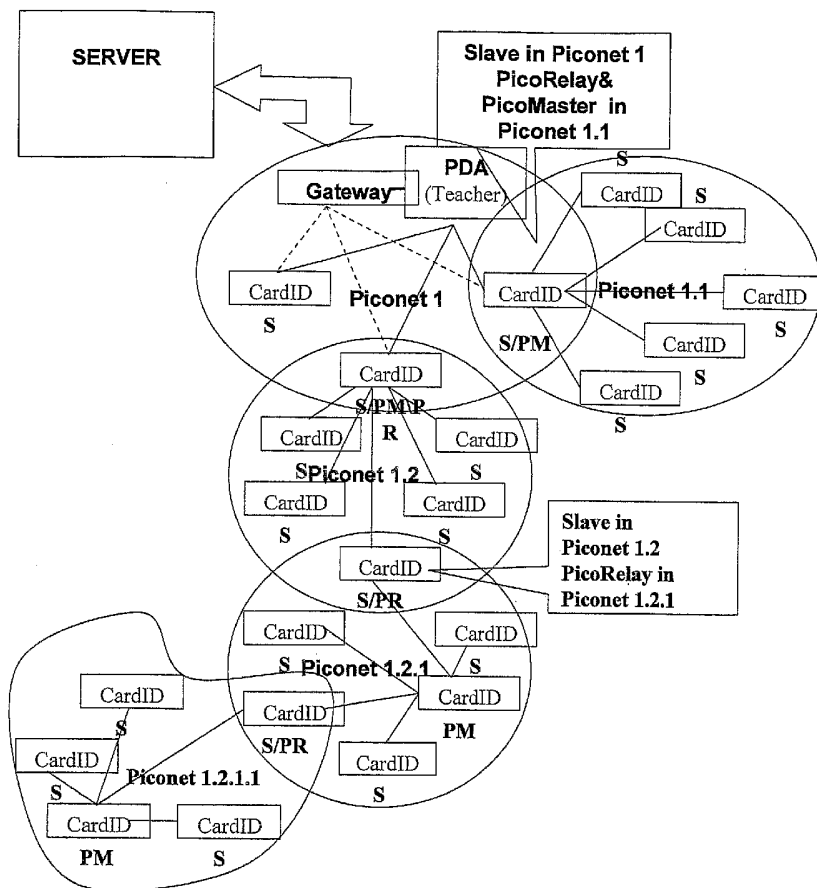 SERVER
Slave in Piconet 1
PicoRelay&
PicoMaster in
Piconet 1.1
PDA
(Teacher)
Gateway
S
CardID
S
CardID
CardID
S
Piconet 1
CardID
S/PM
Piconet 1.1
CardID
S
CardID
S
CardID
S
CardID
S/PM\P
R
CardID
S
CardID
S
Piconet 1.2
CardID
S
CardID
S
Slave in
Piconet 1.2
PicoRelay in
Piconet 1.2.1
CardID
S/PR
CardID
S
CardID
S
Piconet 1.2.1
CardID
PM
CardID
S
CardID
S/PR
CardID
S
CardID
S
Piconet 1.2.1.1
CardID
PM
CardID
S